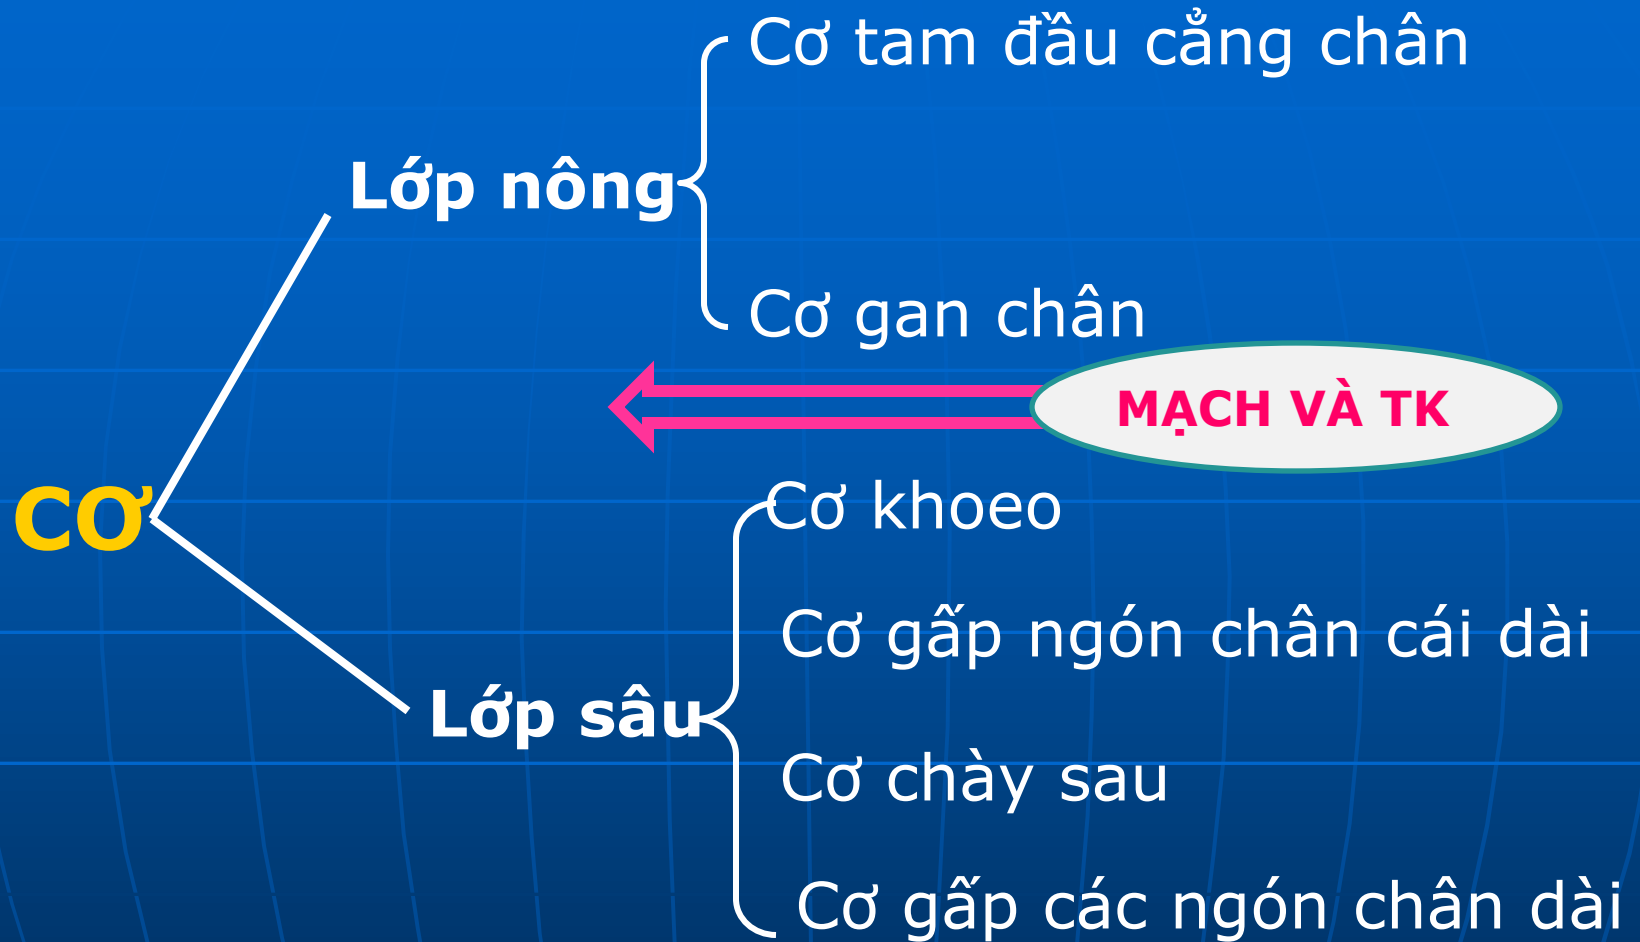 Cơ tam đầu cẳng chân
Lớp nông
Cơ gan chân
MẠCH VÀ TK
CƠ
Cơ khoeo
Cơ gấp ngón chân cái dài
Lớp sâu
Cơ chày sau
Cơ gấp các ngón chân dài